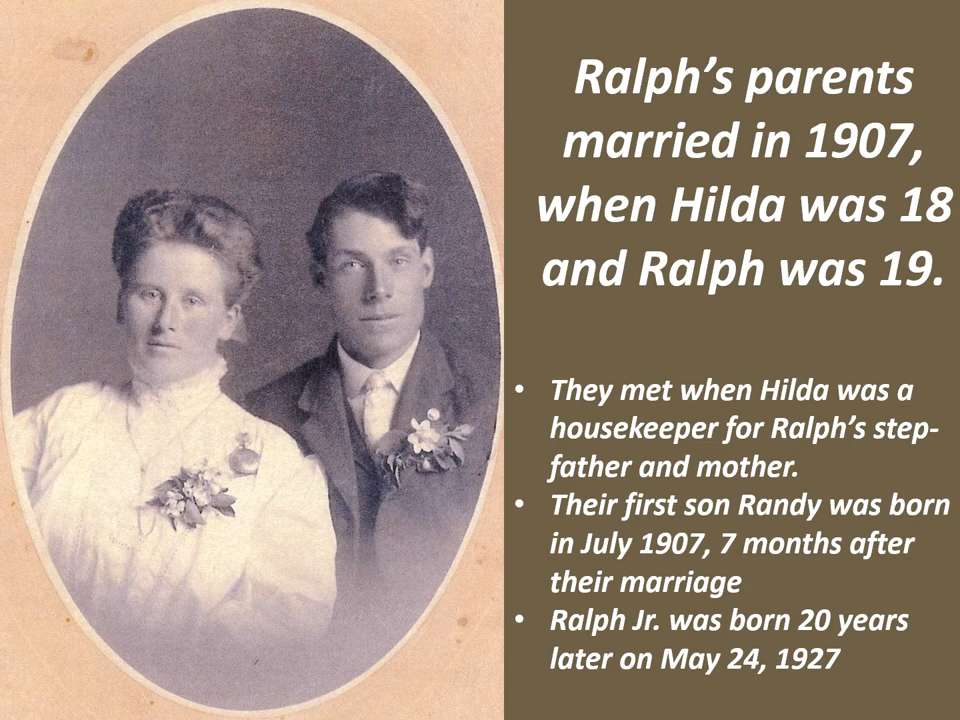 Ralph’s parents
married in 1907,
when Hilda was 18
and Ralph was 19.
• They met when Hilda was a
housekeeper for Ralph’s step-
father and mother.
• Their first son Randy was born
in July 1907, 7 months after
their marriage
• Ralph Jr. was born 20 years
later on May 24, 1927